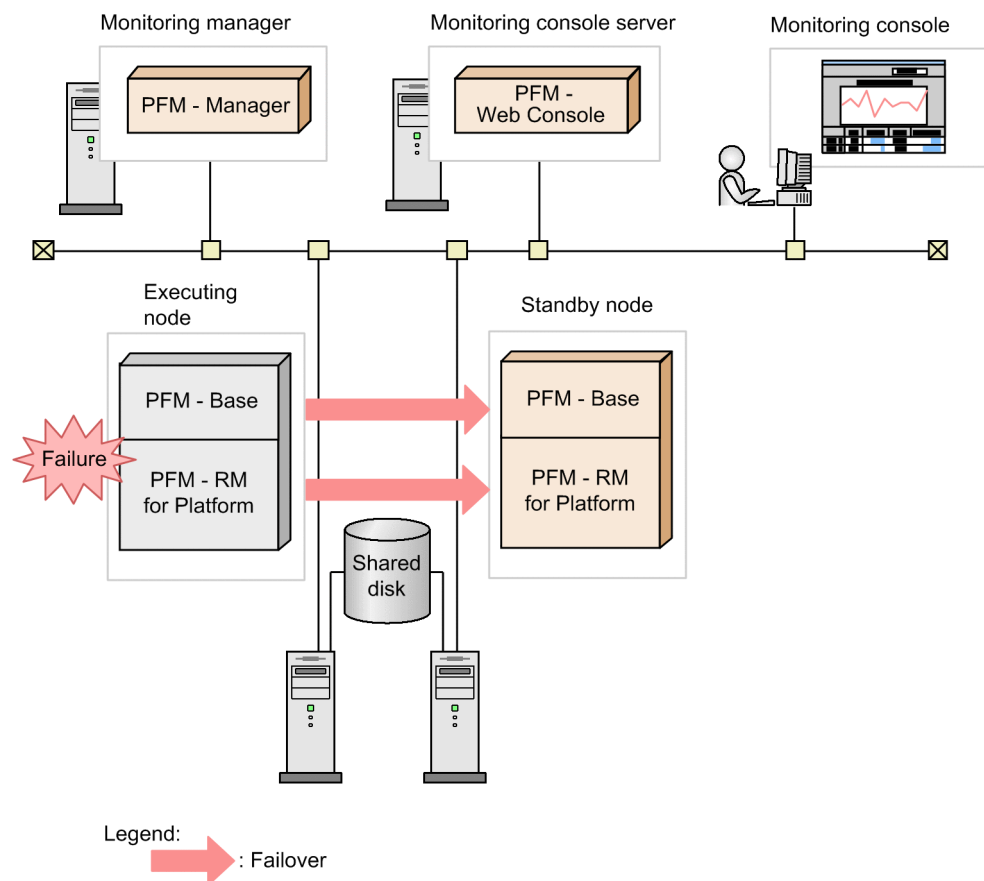 Monitoring manager
Monitoring console server
Monitoring console
PFM - Manager
PFM -
Web Console
Executing
node
Standby node
PFM - Base
PFM - RM
for Platform
Failure
PFM - Base
PFM - RM
for Platform
Shared
disk
Legend:
: Failover